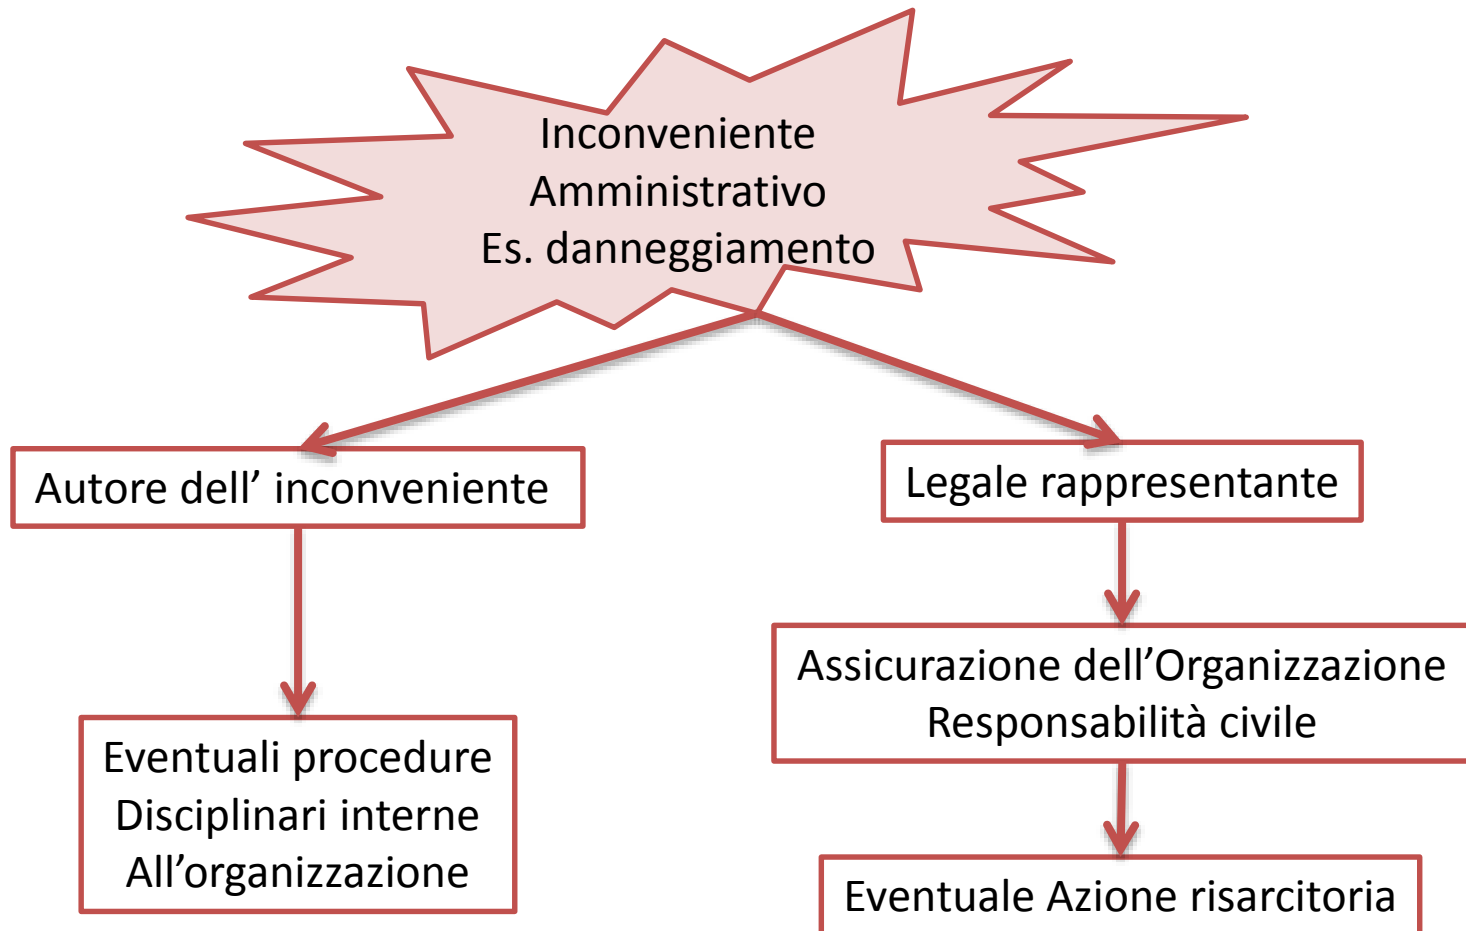 Inconveniente
Amministrativo
Es. danneggiamento
Autore dell’ inconveniente
Legale rappresentante
Assicurazione dell’Organizzazione
Responsabilità civile
Eventuali procedure
Disciplinari interne
All’organizzazione
Eventuale Azione risarcitoria